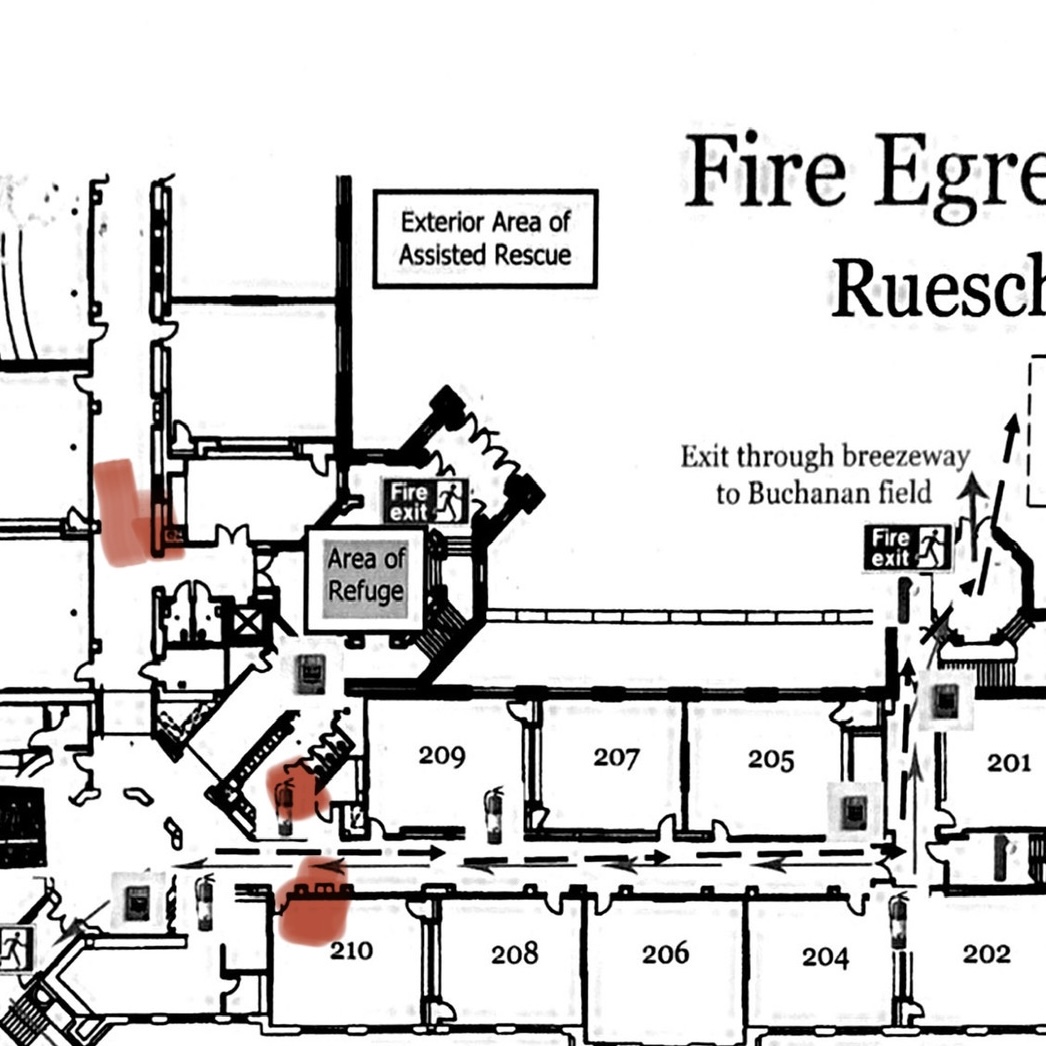 Fire Egre
Ruesch
Exterior Area of
Assisted Rescue
Exit through breezeway
to Buchanan field
Fire
exit
Fire
exit
Area of
Refuge
209
207
205
201
210
208
206
204
202